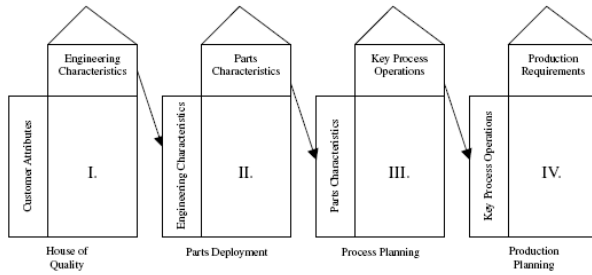 Engineering
Characteristics
Customer Attributes
I.
House of
Quality
Parts
Characteristics
Engineering Characteristics
II.
Parts Deployment
Key Process
Operations
Parts Characteristics
III.
Process Planning
Production
Requirements
Key Process Operations
IV.
Production
Planning